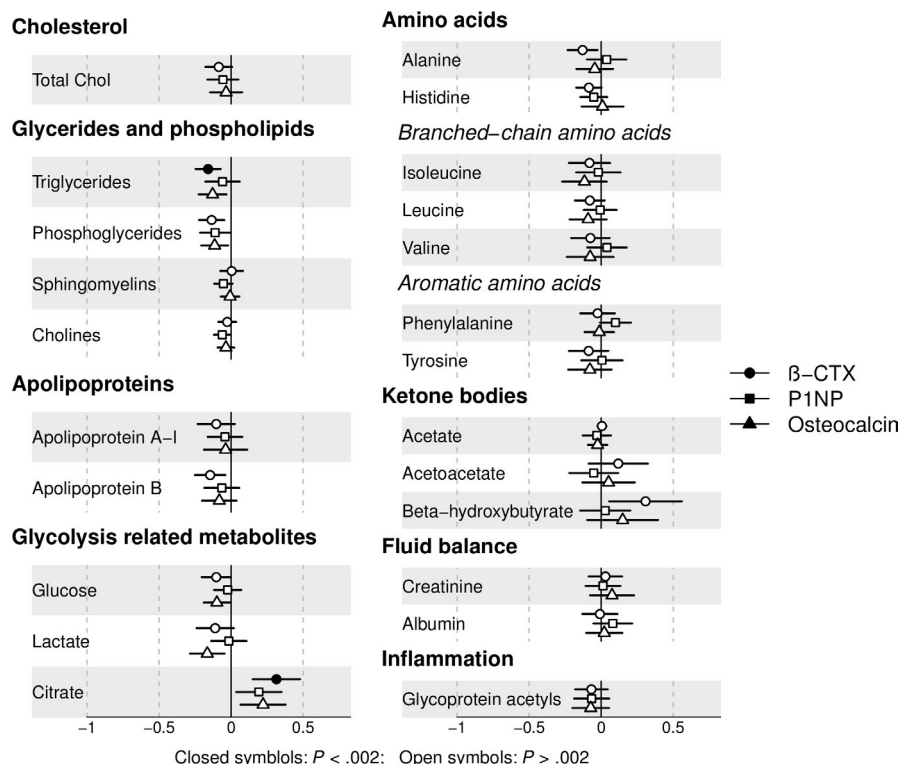 Cholesterol
Total Chol
Glycerides and phospholipids
Triglycerides
Phosphoglycerides
Sphingomyelins
Cholines
Apolipoproteins
Apolipoprotein A−I
Apolipoprotein B
Glycolysis related metabolites
Glucose
Lactate
Citrate
−1 −0.5 0 0.5
Amino acids
Alanine
Histidine
Branched−chain amino acids
Isoleucine
Leucine
Valine
Aromatic amino acids
Phenylalanine
Tyrosine
Ketone bodies
Acetate
Acetoacetate
Beta−hydroxybutyrate
Fluid balance
Creatinine
Albumin
Inflammation
Glycoprotein acetyls
−1 −0.5 0 0.5
ß−CTX
P1NP
Osteocalcin
Closed symblols: P < .002; Open symbols: P > .002